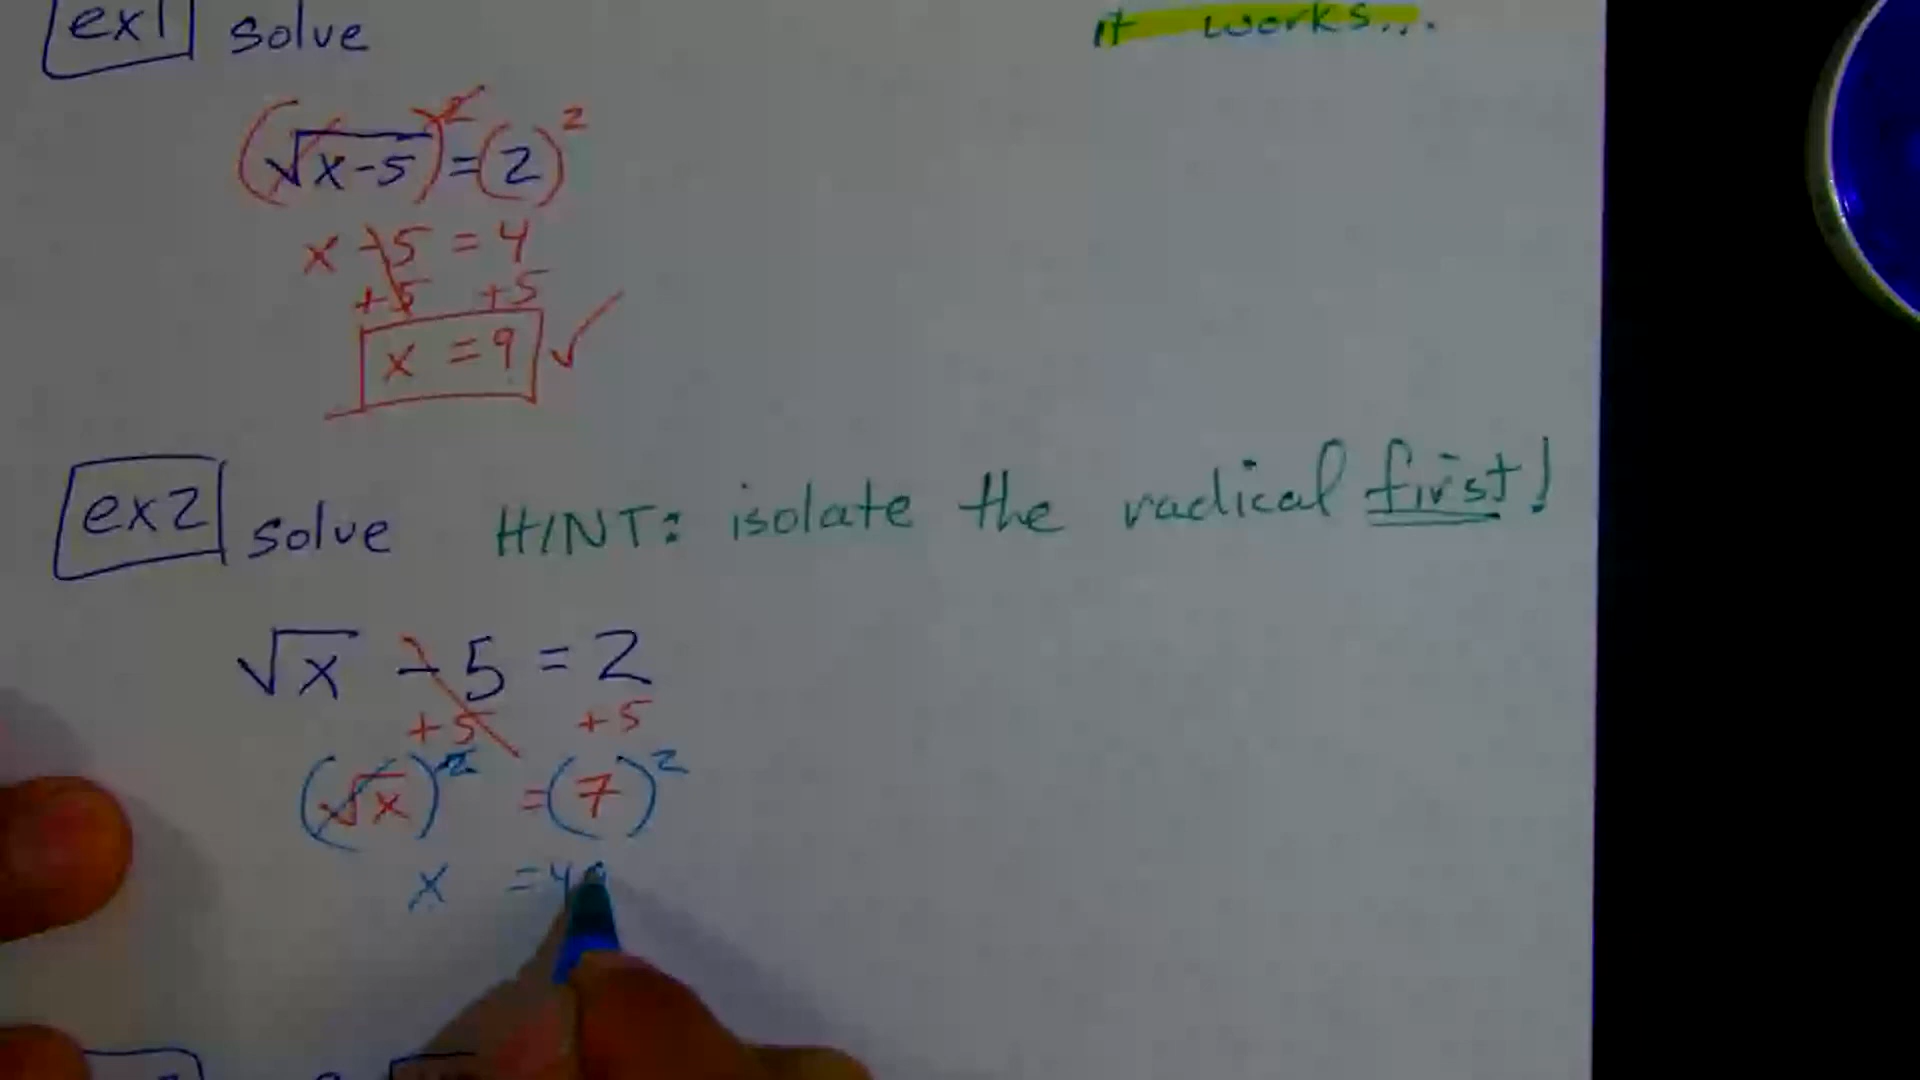 ex1 solve
it works...
(√x-5)² = (2)²
x - 5 = 4
+5 +5
x = 9 ✓
ex2 solve HINT: isolate the radical first!
√x - 5 = 2
+5 +5
(√x)² = (7)²
x = 49